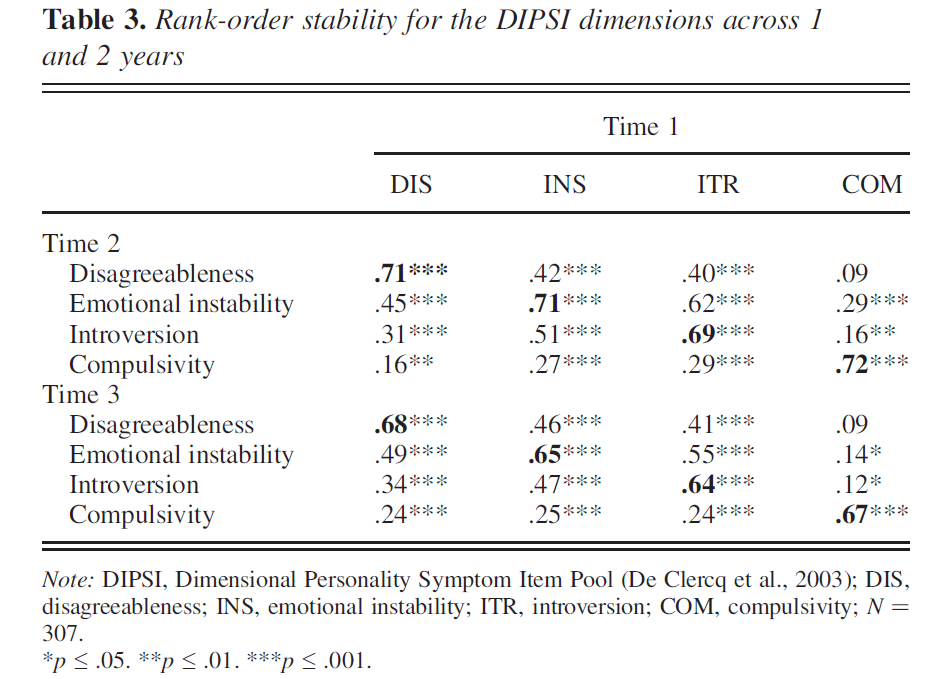 Table 3. Rank-order stability for the DIPSI dimensions across 1
and 2 years
Time 1
DIS INS ITR COM
Time 2
Disagreeableness .71*** .42*** .40*** .09
Emotional instability .45*** .71*** .62*** .29***
Introversion .31*** .51*** .69*** .16**
Compulsivity .16** .27*** .29*** .72***
Time 3
Disagreeableness .68*** .46*** .41*** .09
Emotional instability .49*** .65*** .55*** .14*
Introversion .34*** .47*** .64*** .12*
Compulsivity .24*** .25*** .24*** .67***
Note: DIPSI, Dimensional Personality Symptom Item Pool (De Clercq et al., 2003); DIS,
disagreeableness; INS, emotional instability; ITR, introversion; COM, compulsivity; N =
307.
*p ≤ .05. **p ≤ .01. ***p ≤ .001.